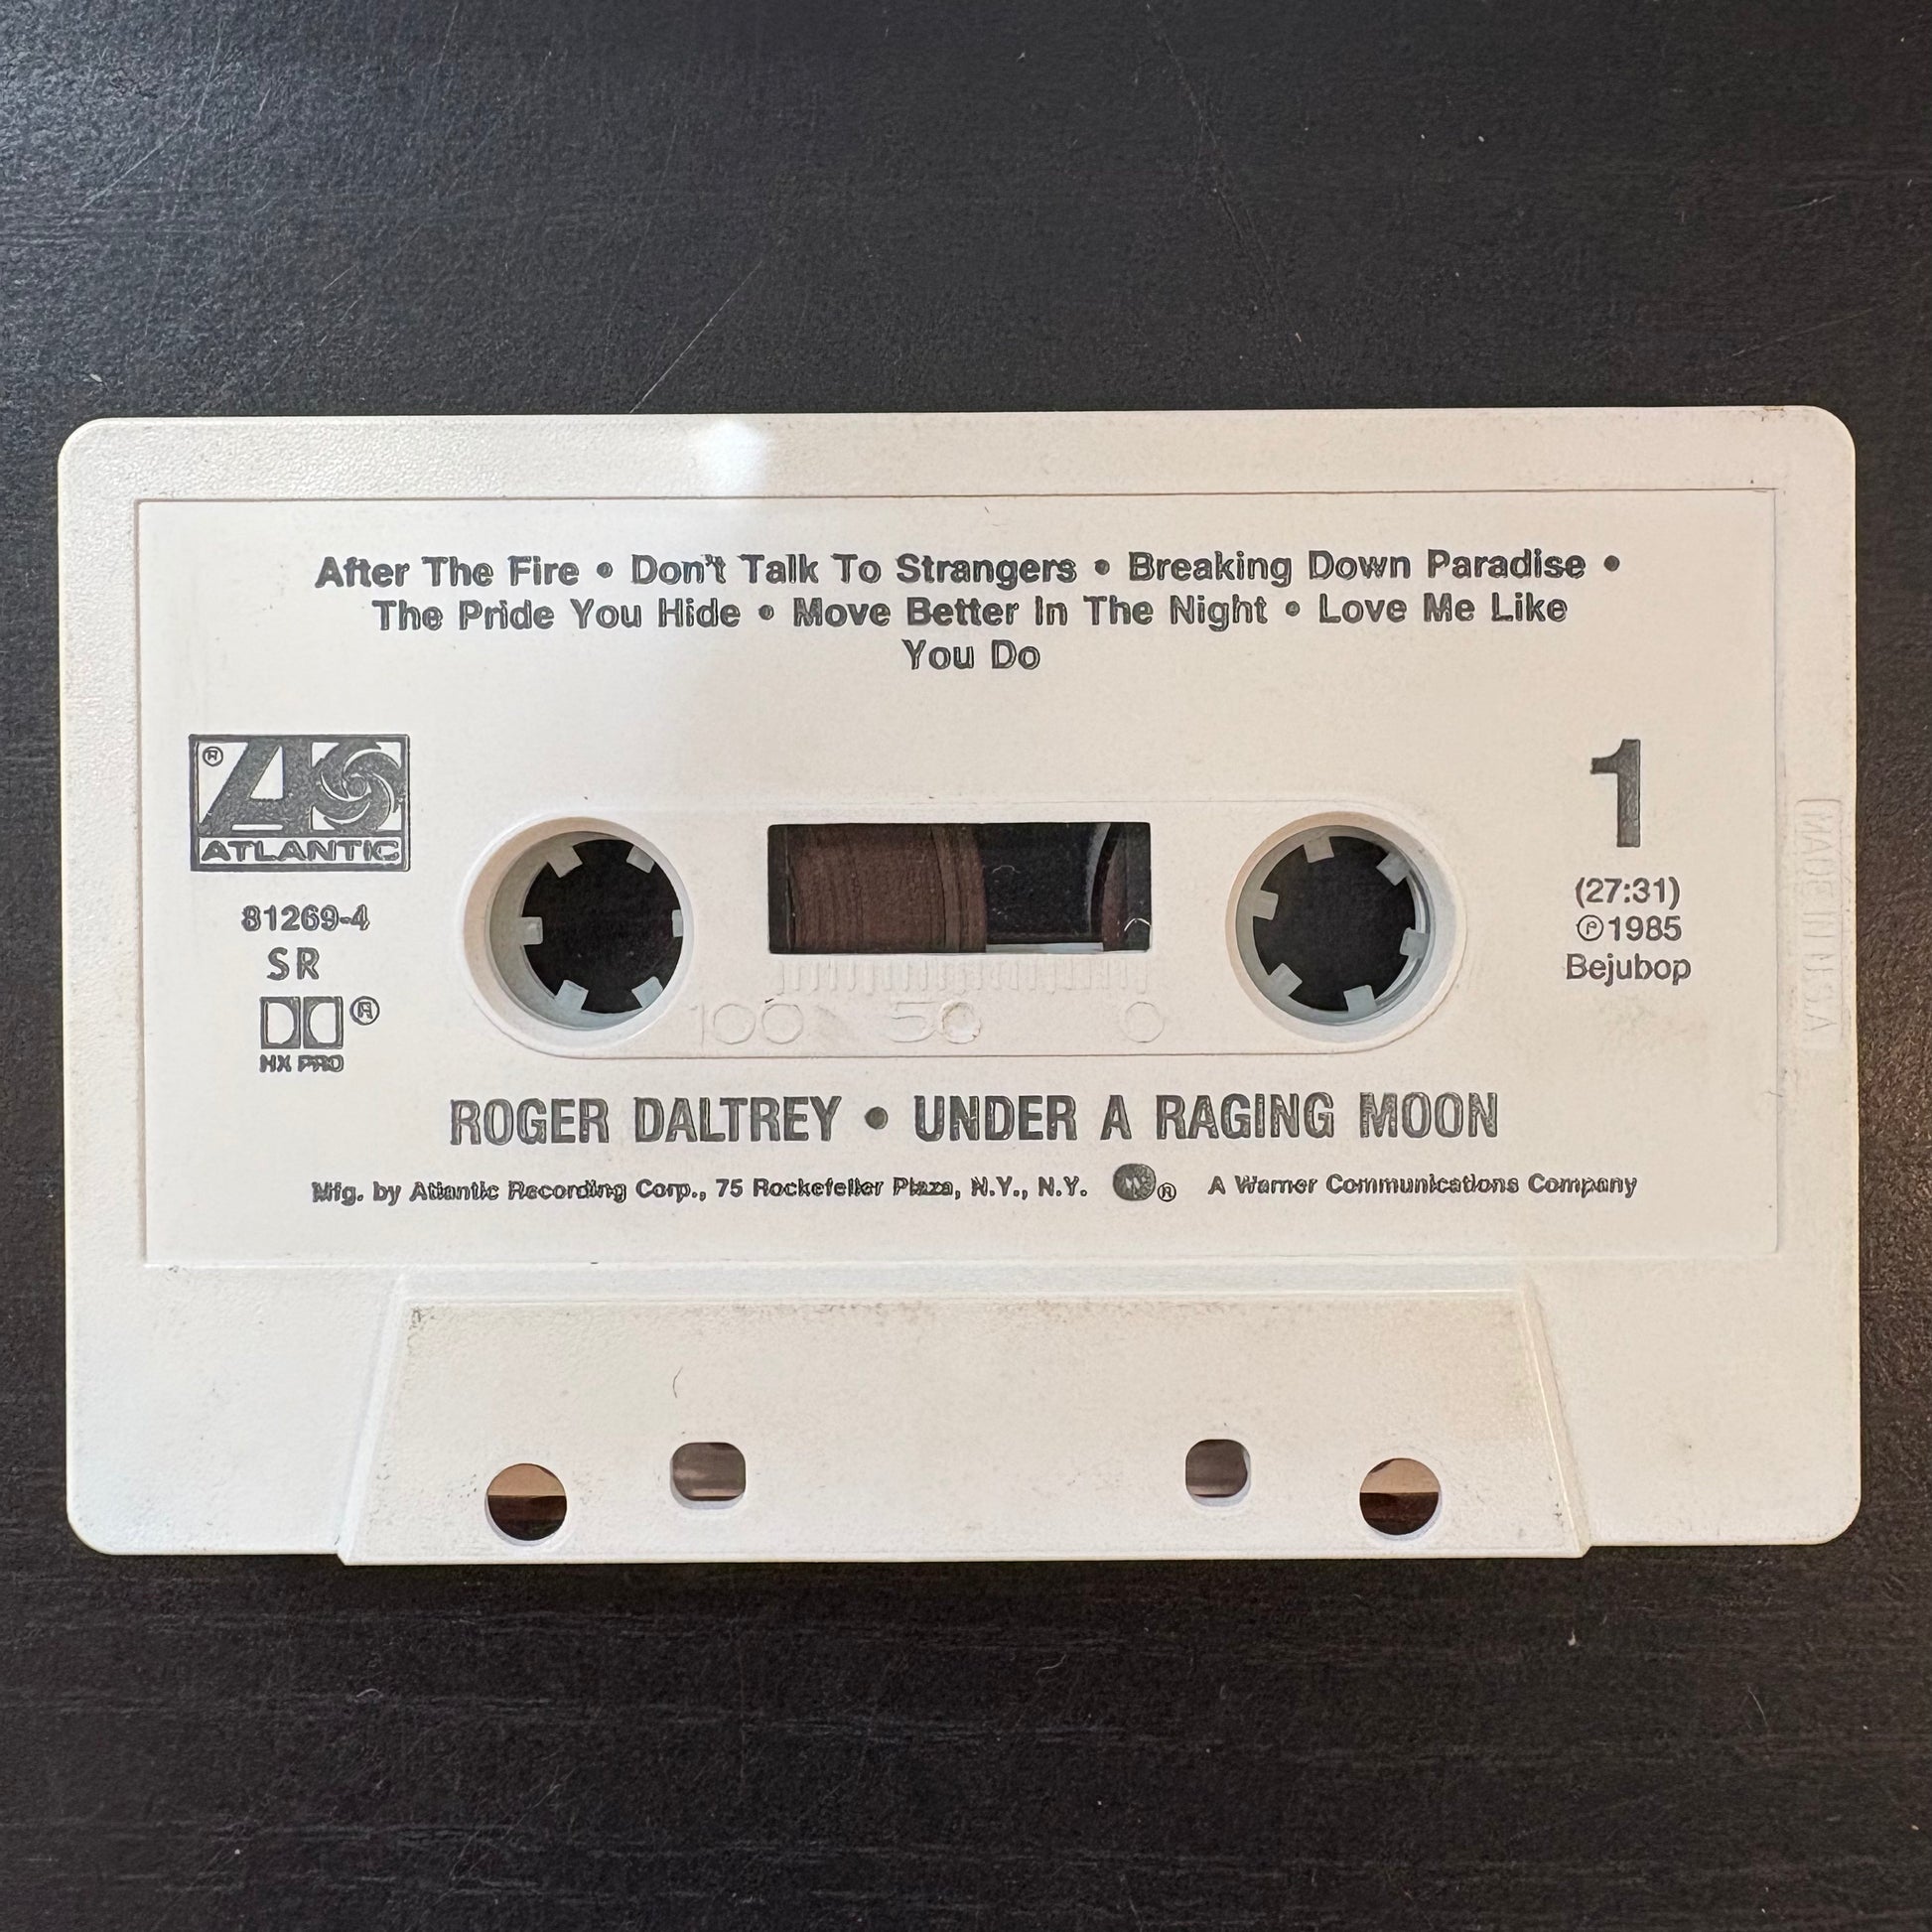 After The Fire • Don't Talk To Strangers • Breaking Down Paradise •
The Pride You Hide • Move Better In The Night • Love Me Like
You Do
® 
ATLANTIC
81269-4
SR
®
HX PRO
1
(27:31)
℗1985
Bejubop
MADE IN U.S.A.
100 50 0
ROGER DALTREY • UNDER A RAGING MOON
Mfg. by Atlantic Recording Corp., 75 Rockefeller Plaza, N.Y., N.Y. ® A Warner Communications Company